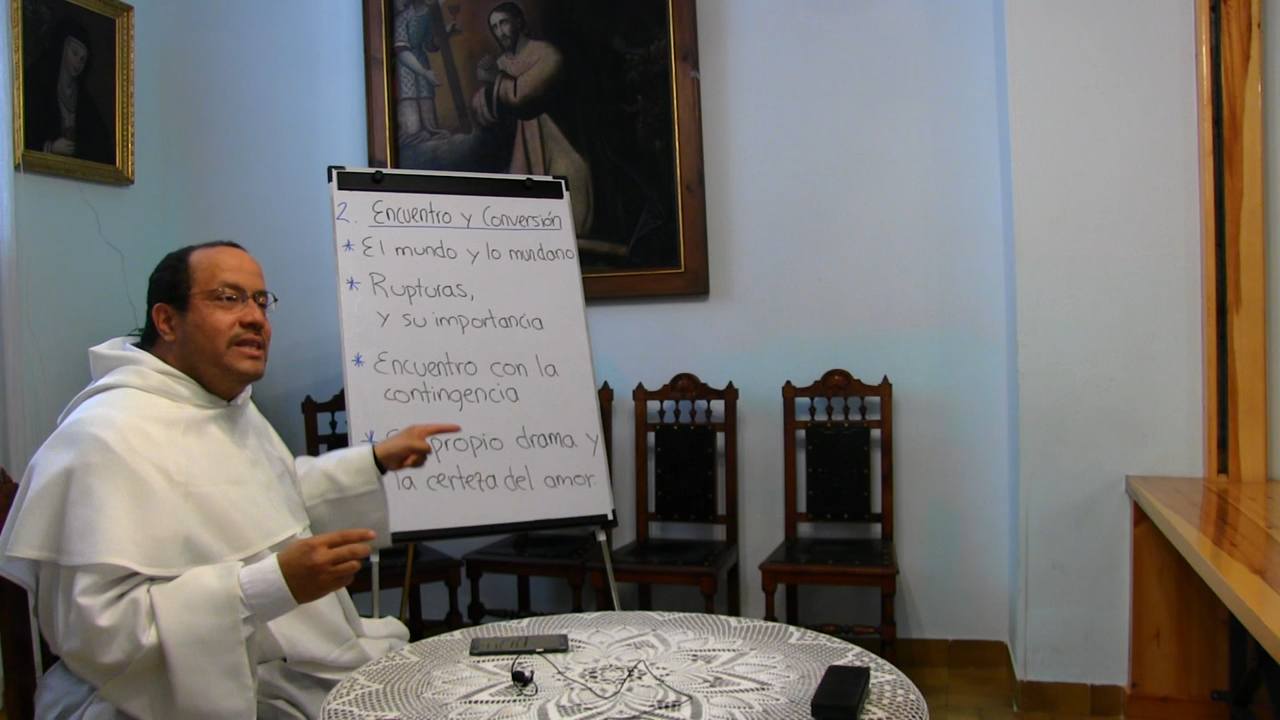 2. Encuentro y Conversión
* El mundo y lo mundano
* Rupturas,
y su importancia
* Encuentro con la
contingencia
* propio drama y
la certeza del amor.